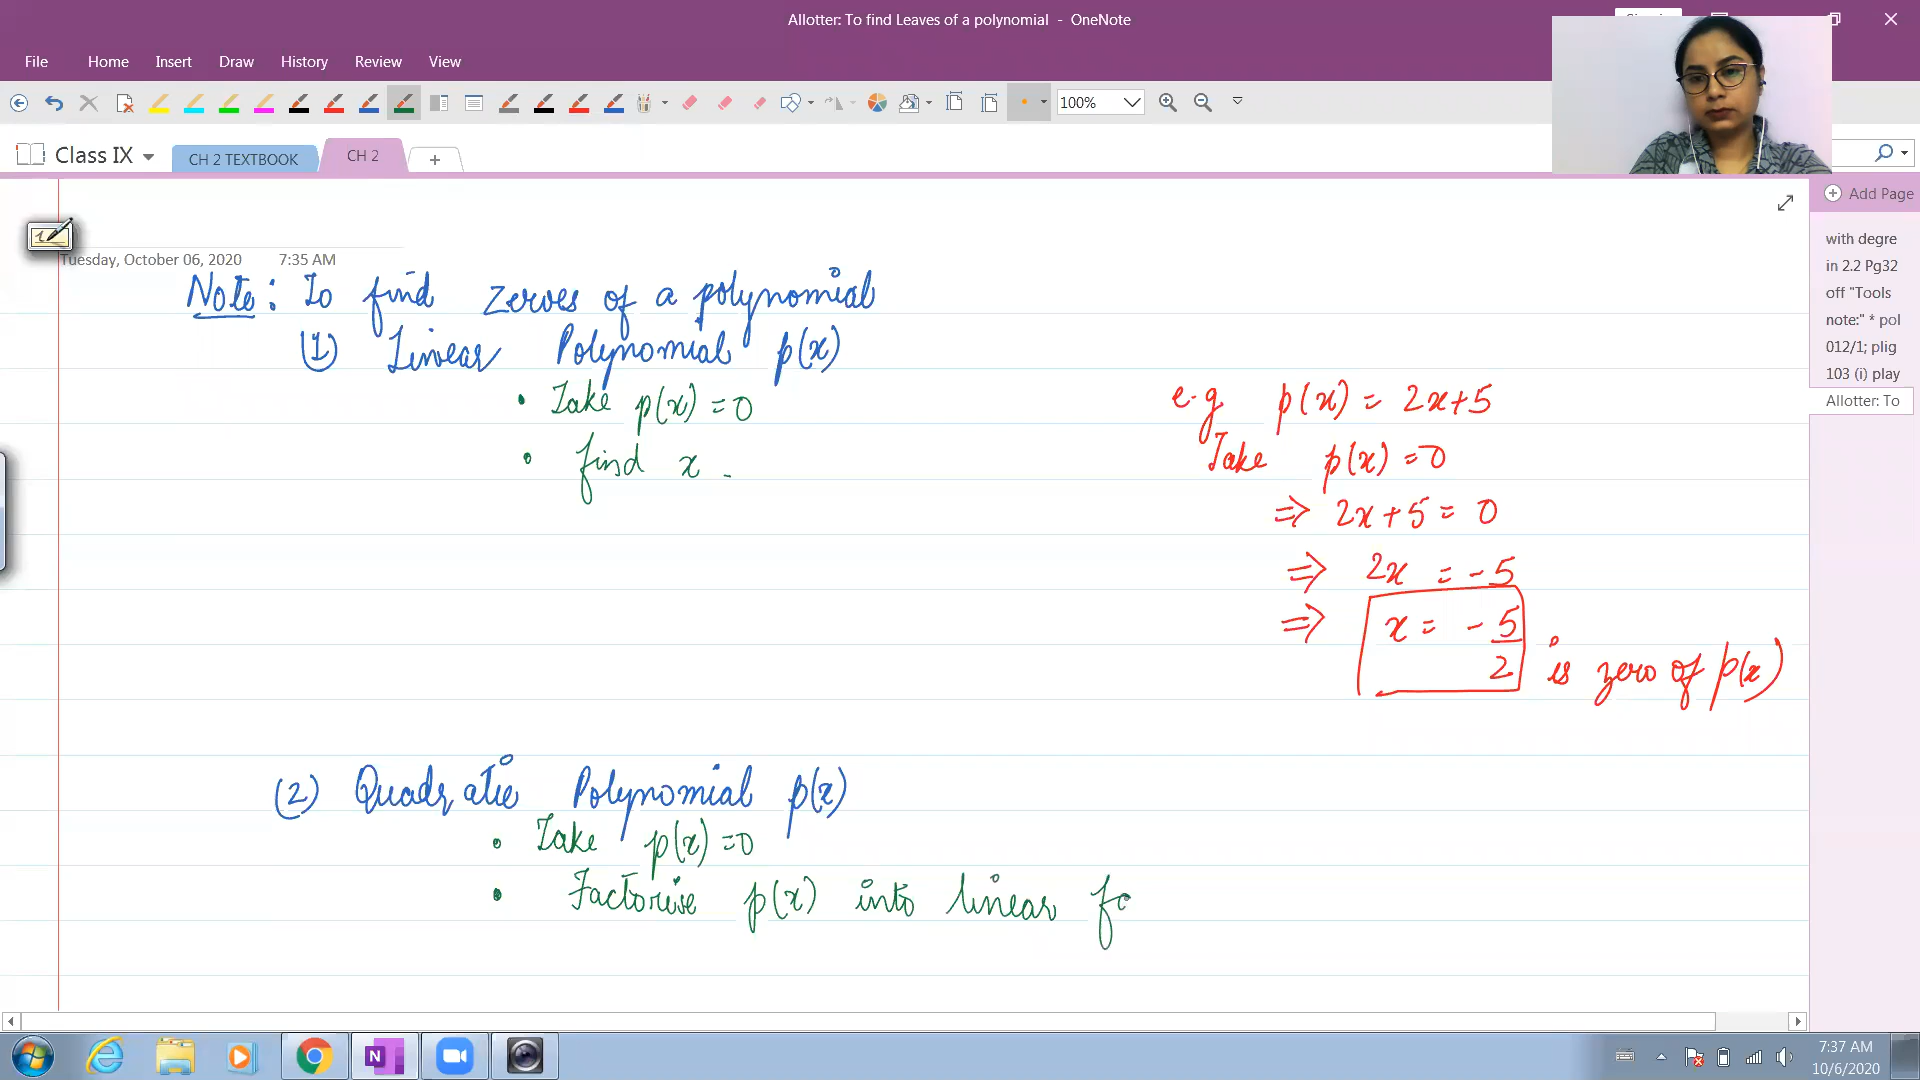 Allotter: To find Leaves of a polynomial - OneNote
File Home Insert Draw History Review View
100%
Class IX CH 2 TEXTBOOK CH 2
Add Page
with degre
in 2.2 Pg32
off "Tools
note:" * pol
012/1; plig
103 (i) play
Allotter: To
Tuesday, October 06, 2020 7:35 AM
Note: To find zeroes of a polynomial
(1) Linear Polynomial p(x)
• Take p(x) = 0
• find x
e.g p(x) = 2x+5
Take p(x) = 0
⇒ 2x+5 = 0
⇒ 2x = -5
⇒ x = -5/2 is zero of p(x)
(2) Quadratic Polynomial p(x)
• Take p(x) = 0
• Factorise p(x) into linear fa
7:37 AM
10/6/2020